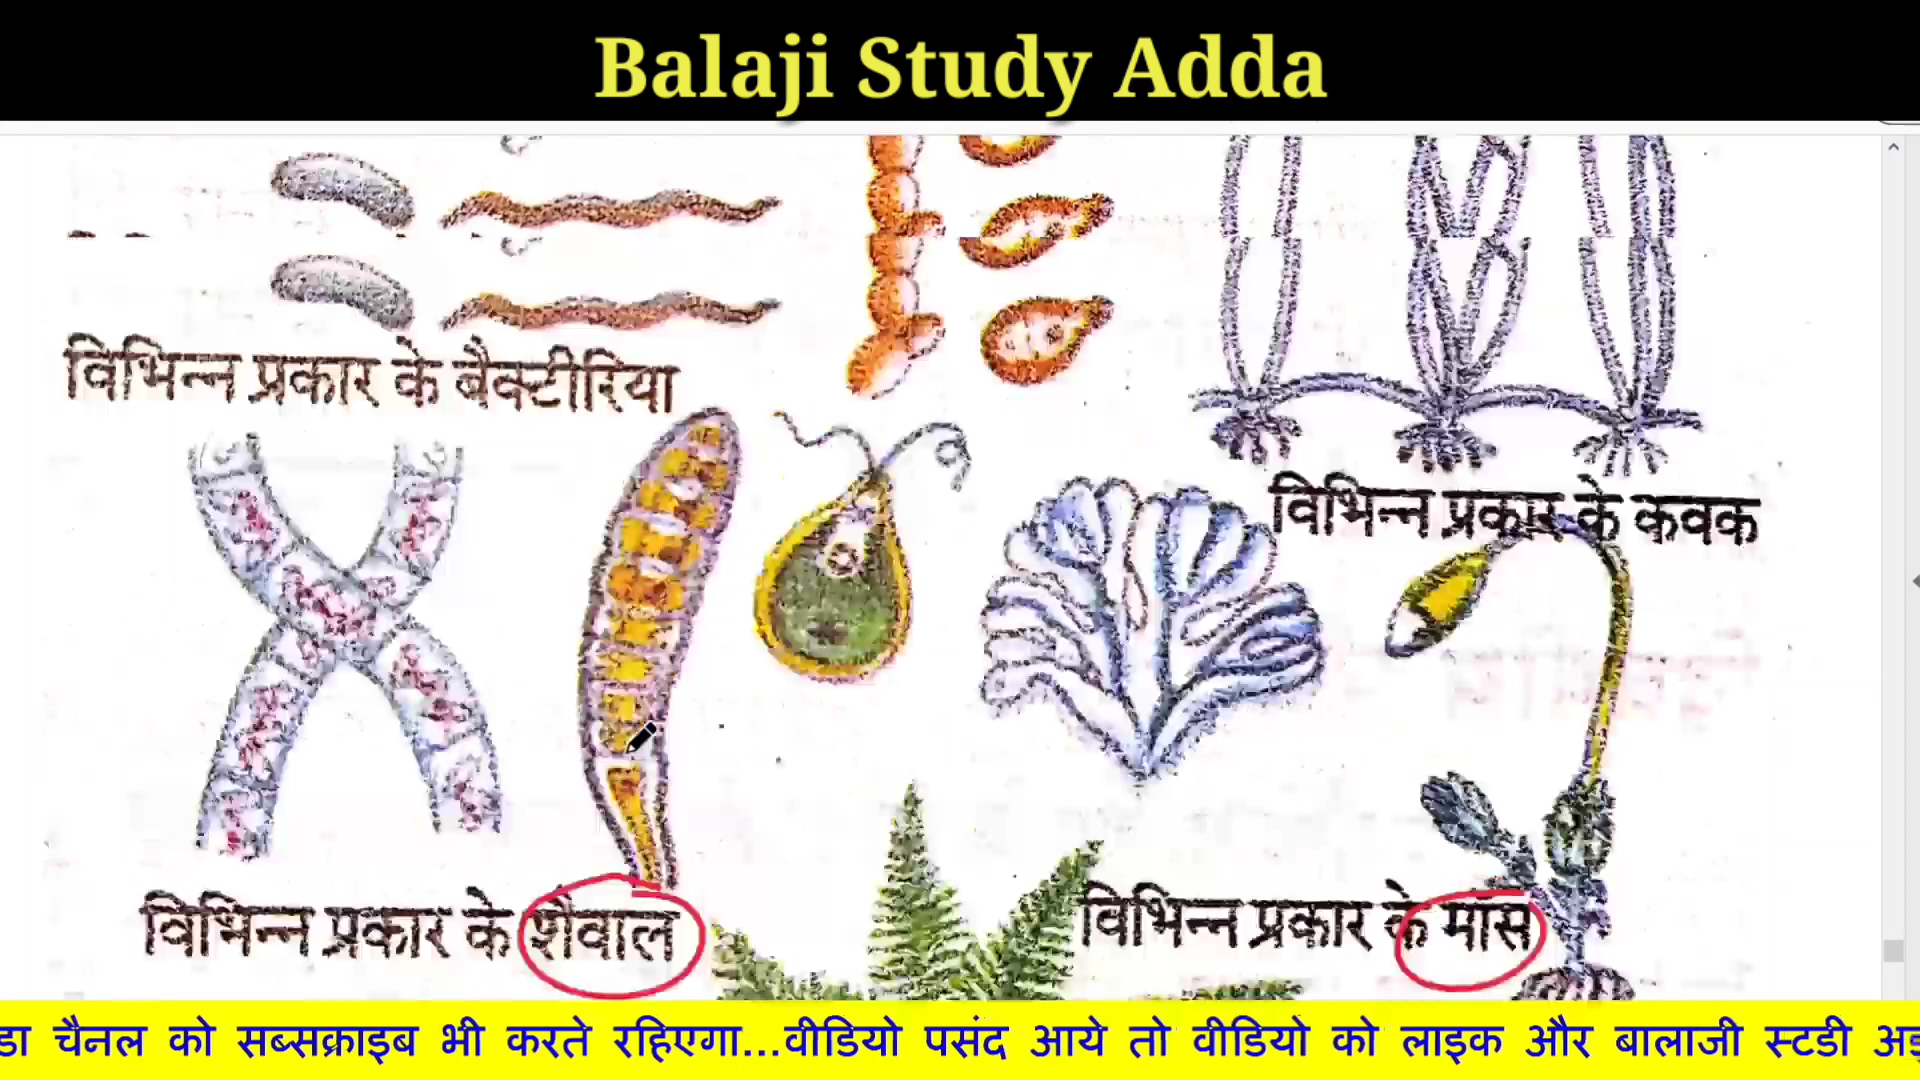 Balaji Study Adda
विभिन्न प्रकार के बैक्टीरिया
विभिन्न प्रकार के कवक
विभिन्न प्रकार के शैवाल
विभिन्न प्रकार के मॉस
चैनल को सब्सक्राइब भी करते रहिएगा...वीडियो पसंद आये तो वीडियो को लाइक और बालाजी स्टडी